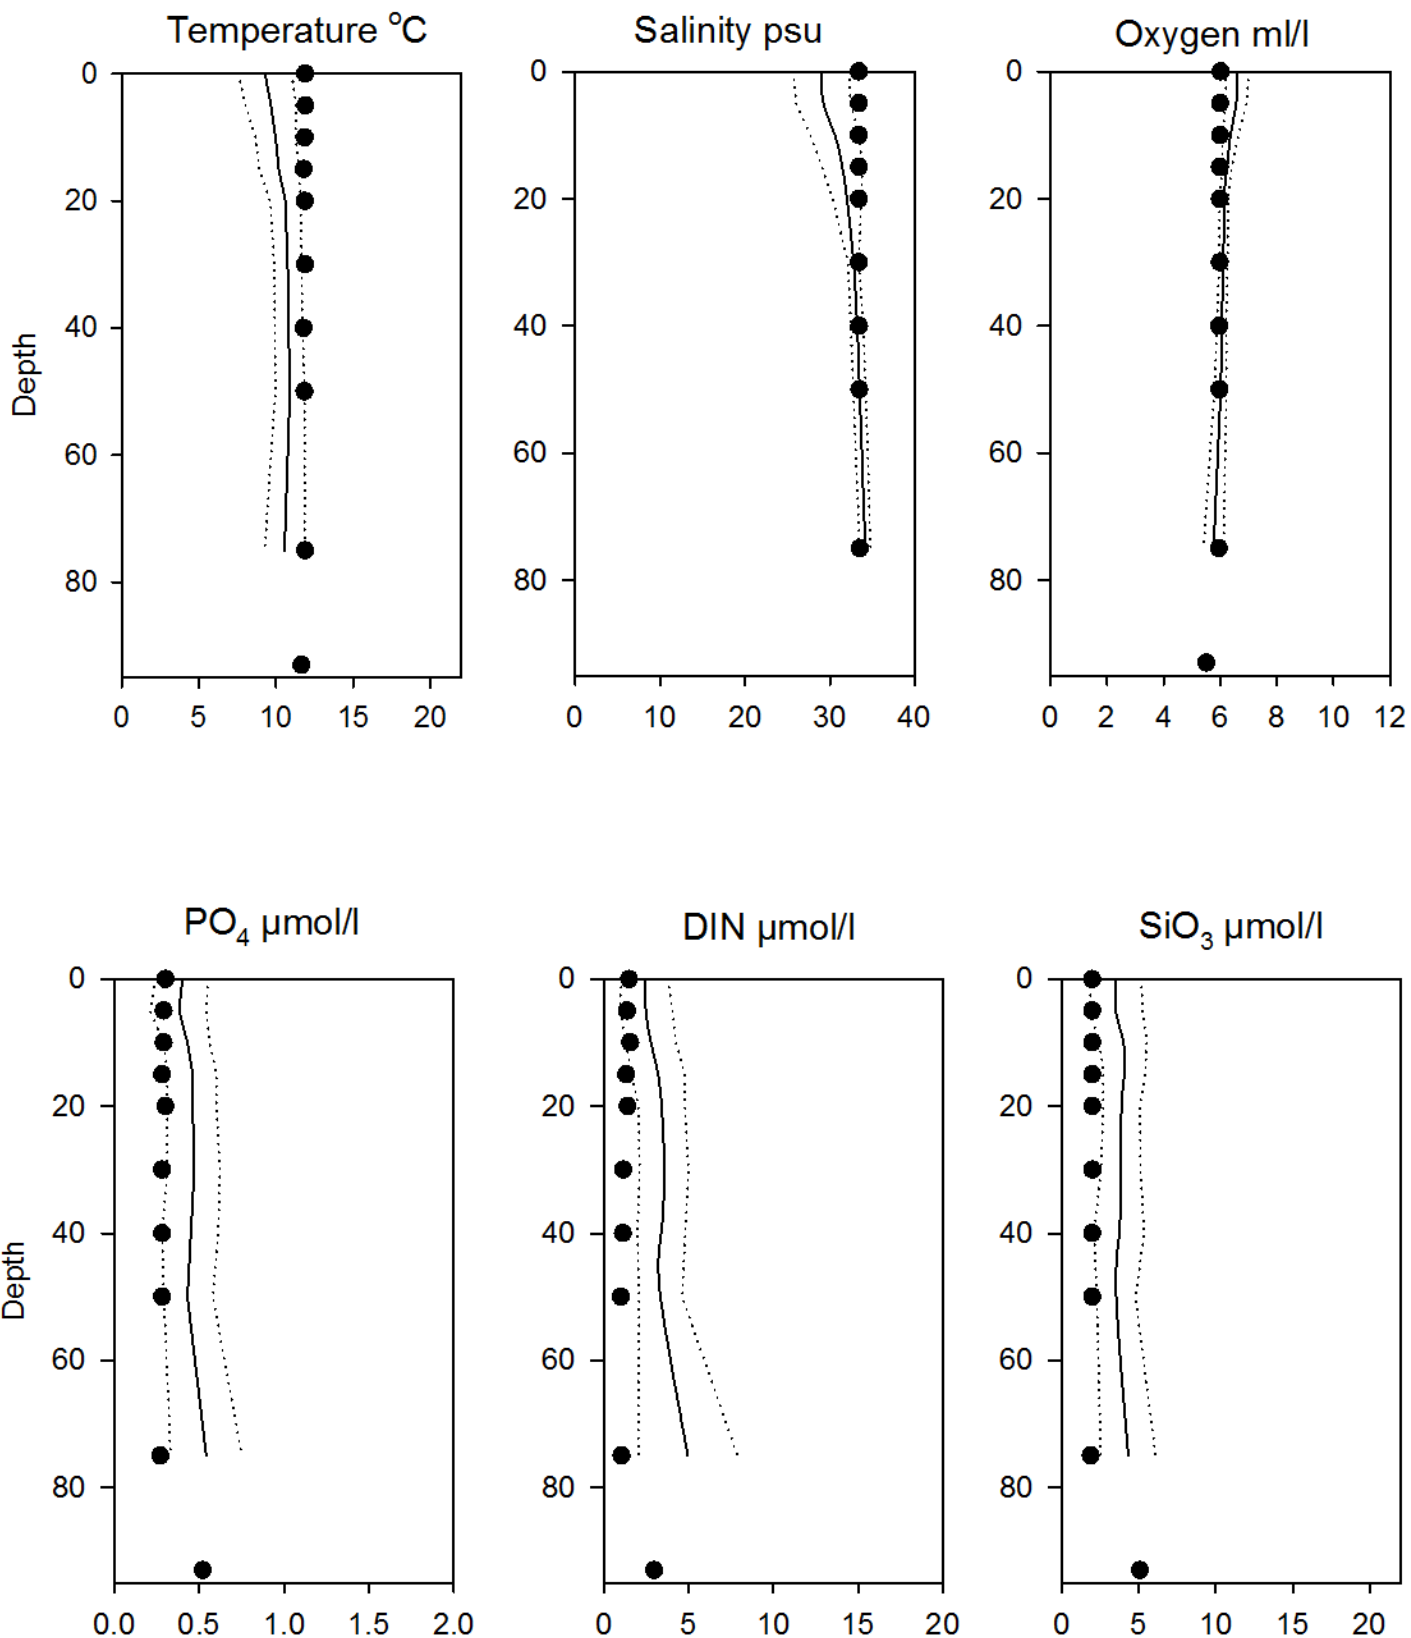 Temperature °C
Salinity psu
Oxygen ml/l
0
20
40
60
80
Depth
0 5 10 15 20
0
20
40
60
80
0 10 20 30 40
0
20
40
60
80
0 2 4 6 8 10 12
PO₄ µmol/l
DIN µmol/l
SiO₃ µmol/l
0
20
40
60
80
Depth
0.0 0.5 1.0 1.5 2.0
0
20
40
60
80
0 5 10 15 20
0
20
40
60
80
0 5 10 15 20